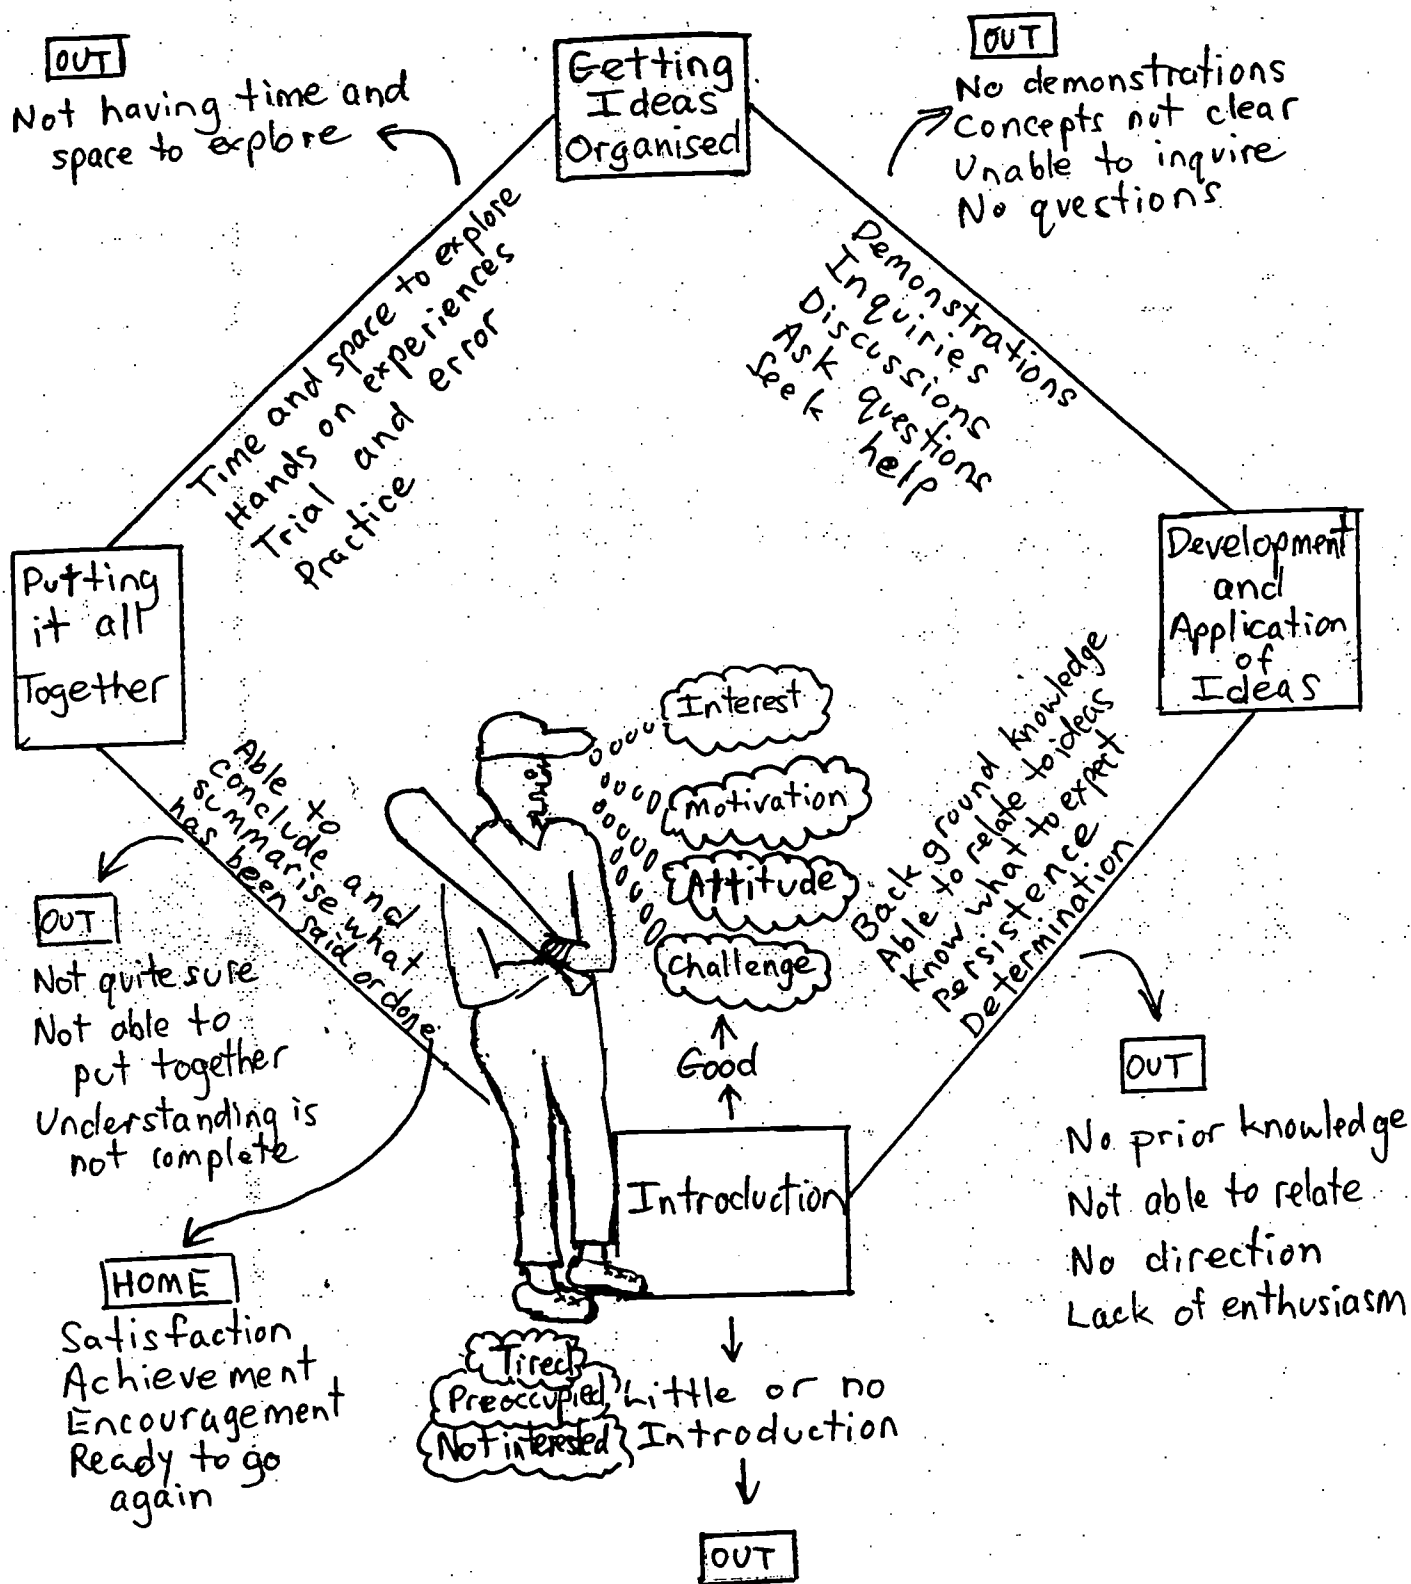 OUT
Not having time and
space to explore
Getting
Ideas
Organised
OUT
No demonstrations
Concepts not clear
Unable to inquire
No questions
Time and space to explore
Hands on experiences
Trial and error
Practice
Demonstrations
Inquiries
Discussions
Ask questions
Seek help
Putting
it all
Together
Development
and
Application
of
Ideas
Interest
Motivation
Attitude
Challenge
Good
Back ground knowledge
Able to relate to ideas
Know what to expert
Persistence
Determination
Able to
conclude and
summarise what
has been said or done
OUT
Not quite sure
Not able to
put together
Understanding is
not complete
OUT
No prior knowledge
Not able to relate
No direction
Lack of enthusiasm
Introduction
HOME
Satisfaction
Achievement
Encouragement
Ready to go
again
Tired
Preoccupied
Not interested
Little or no
Introduction
OUT